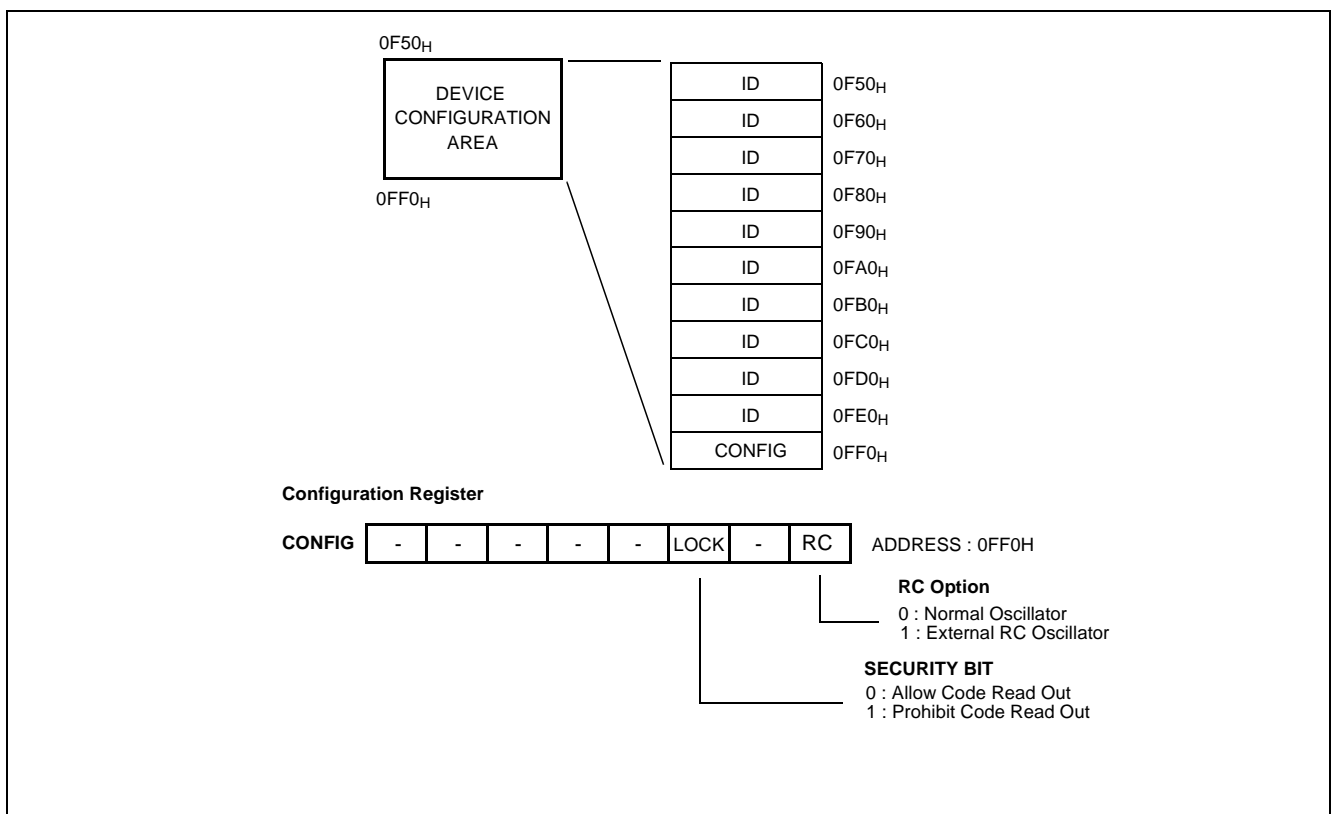 0F50H
DEVICE
CONFIGURATION
AREA
0FF0H
ID 0F50H
ID 0F60H
ID 0F70H
ID 0F80H
ID 0F90H
ID 0FA0H
ID 0FB0H
ID 0FC0H
ID 0FD0H
ID 0FE0H
CONFIG 0FF0H
Configuration Register
CONFIG - - - - - LOCK - RC ADDRESS : 0FF0H
RC Option
0 : Normal Oscillator
1 : External RC Oscillator
SECURITY BIT
0 : Allow Code Read Out
1 : Prohibit Code Read Out